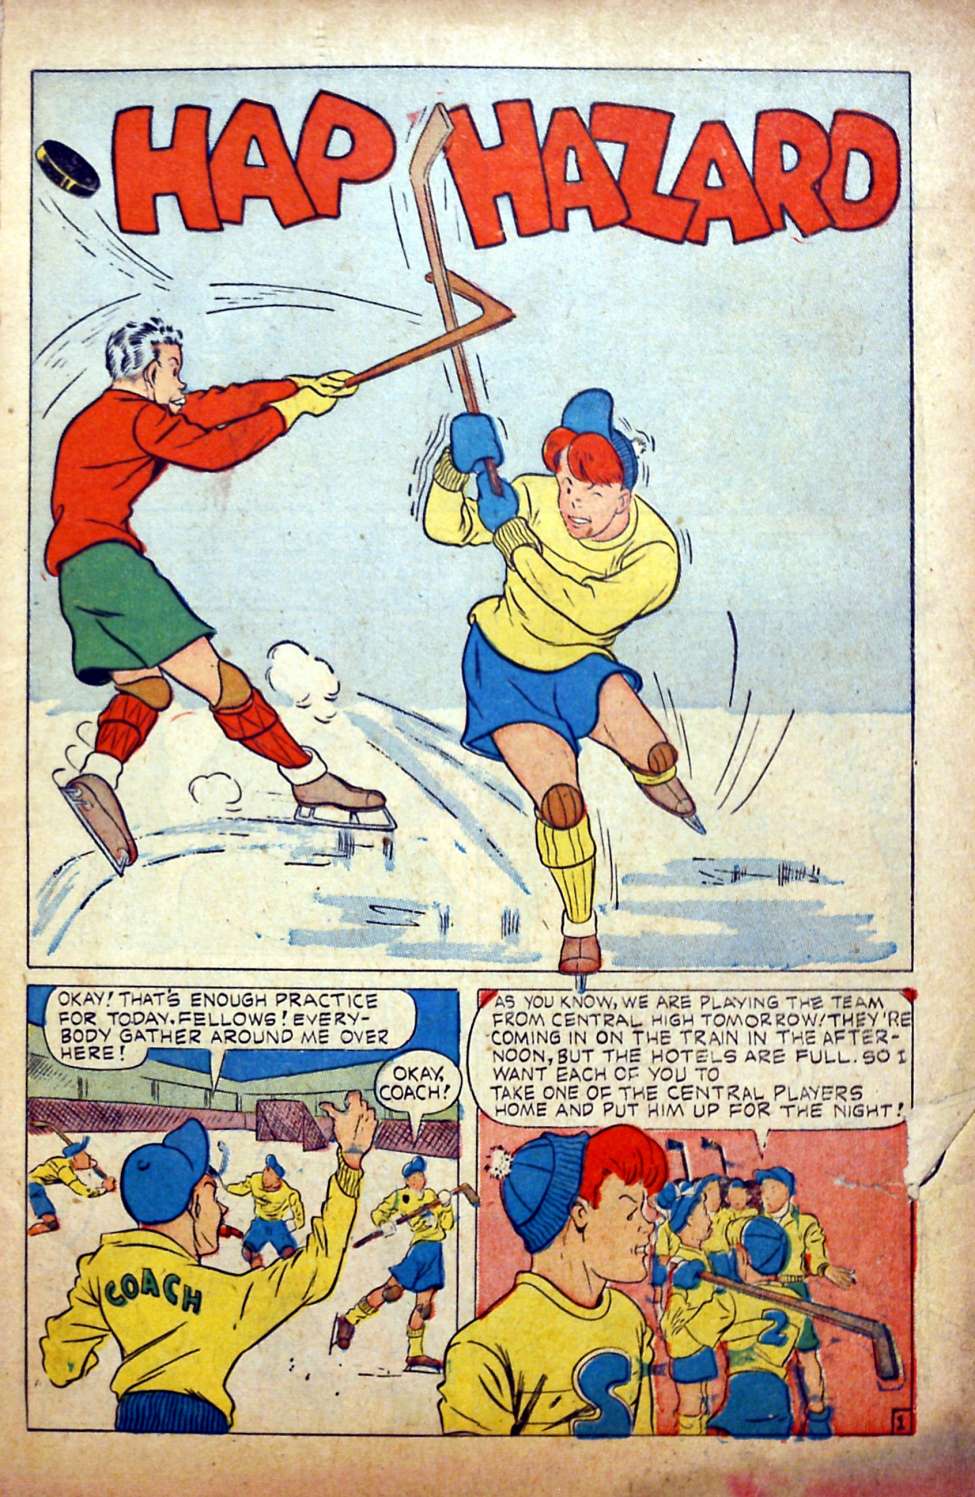 HAP HAZARD
OKAY! THAT'S ENOUGH PRACTICE
FOR TODAY, FELLOWS! EVERY-
BODY GATHER AROUND ME OVER
HERE!
OKAY,
COACH!
COACH
AS YOU KNOW, WE ARE PLAYING THE TEAM
FROM CENTRAL HIGH TOMORROW! THEY'RE
COMING IN ON THE TRAIN IN THE AFTER-
NOON, BUT THE HOTELS ARE FULL. SO I
WANT EACH OF YOU TO
TAKE ONE OF THE CENTRAL PLAYERS
HOME AND PUT HIM UP FOR THE NIGHT!
S
2
1